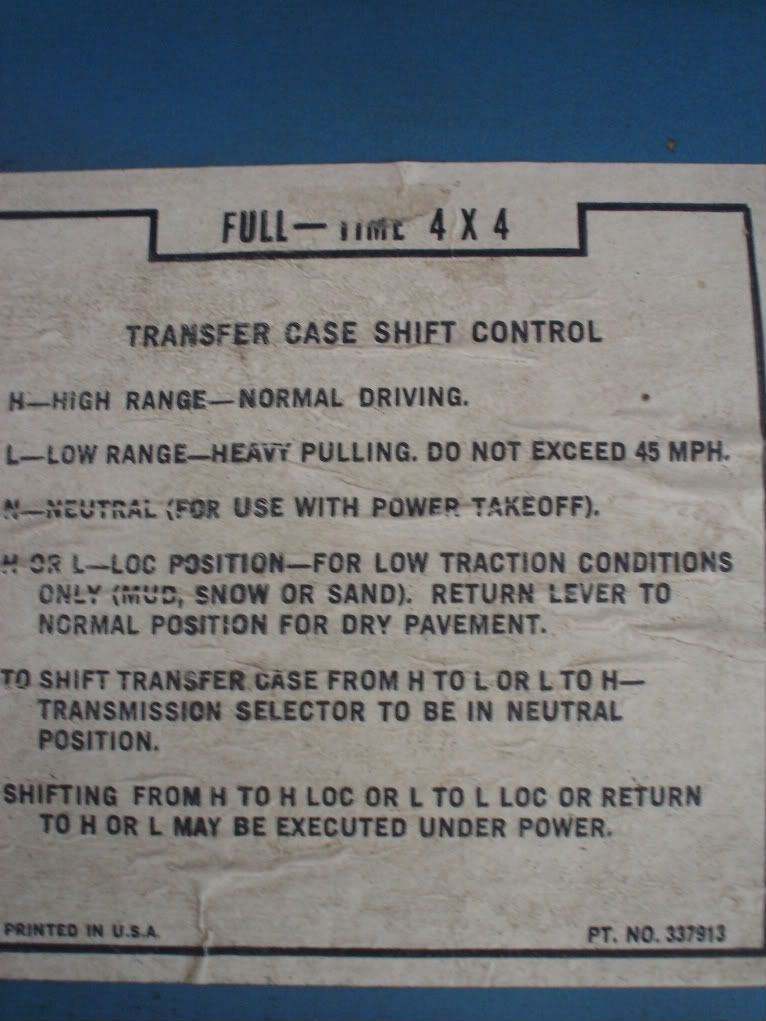 FULL—TIME 4 X 4
TRANSFER CASE SHIFT CONTROL
H—HIGH RANGE—NORMAL DRIVING.
L—LOW RANGE—HEAVY PULLING. DO NOT EXCEED 45 MPH.
N—NEUTRAL (FOR USE WITH POWER TAKEOFF).
H OR L—LOC POSITION—FOR LOW TRACTION CONDITIONS
ONLY (MUD, SNOW OR SAND). RETURN LEVER TO
NORMAL POSITION FOR DRY PAVEMENT.
TO SHIFT TRANSFER CASE FROM H TO L OR L TO H—
TRANSMISSION SELECTOR TO BE IN NEUTRAL
POSITION.
SHIFTING FROM H TO H LOC OR L TO L LOC OR RETURN
TO H OR L MAY BE EXECUTED UNDER POWER.
PRINTED IN U.S.A.
PT. NO. 337913